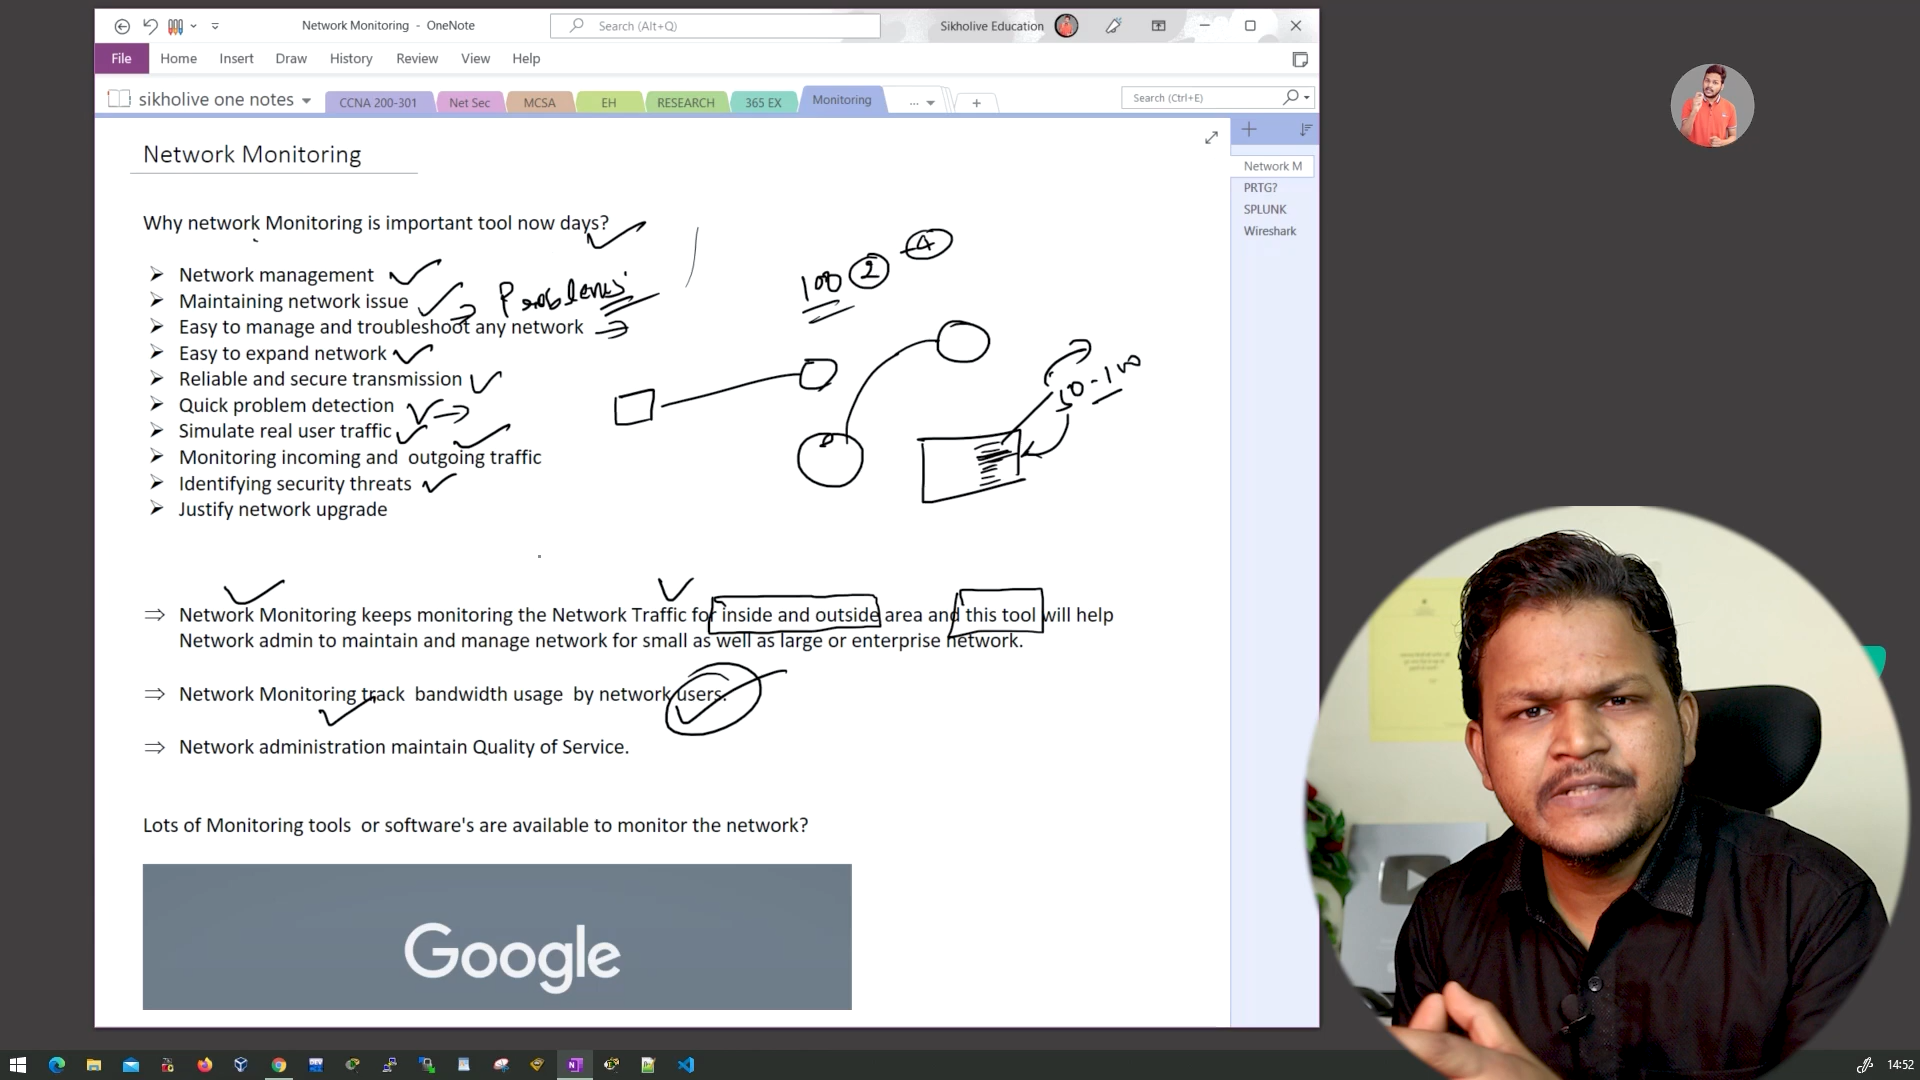 Network Monitoring - OneNote
Search (Alt+Q)
Sikholive Education
File Home Insert Draw History Review View Help
sikholive one notes
CCNA 200-301 Net Sec MCSA EH RESEARCH 365 EX Monitoring ... +
Search (Ctrl+E)
Network M
PRTG?
SPLUNK
Wireshark
Network Monitoring
Why network Monitoring is important tool now days?
Network management
Maintaining network issue
Problems
Easy to manage and troubleshoot any network
Easy to expand network
Reliable and secure transmission
Quick problem detection
Simulate real user traffic
Monitoring incoming and outgoing traffic
Identifying security threats
Justify network upgrade
100 2 4
50-100
Network Monitoring keeps monitoring the Network Traffic for inside and outside area and this tool will help
Network admin to maintain and manage network for small as well as large or enterprise network.
Network Monitoring track bandwidth usage by network users.
Network administration maintain Quality of Service.
Lots of Monitoring tools or software's are available to monitor the network?
Google
14:52